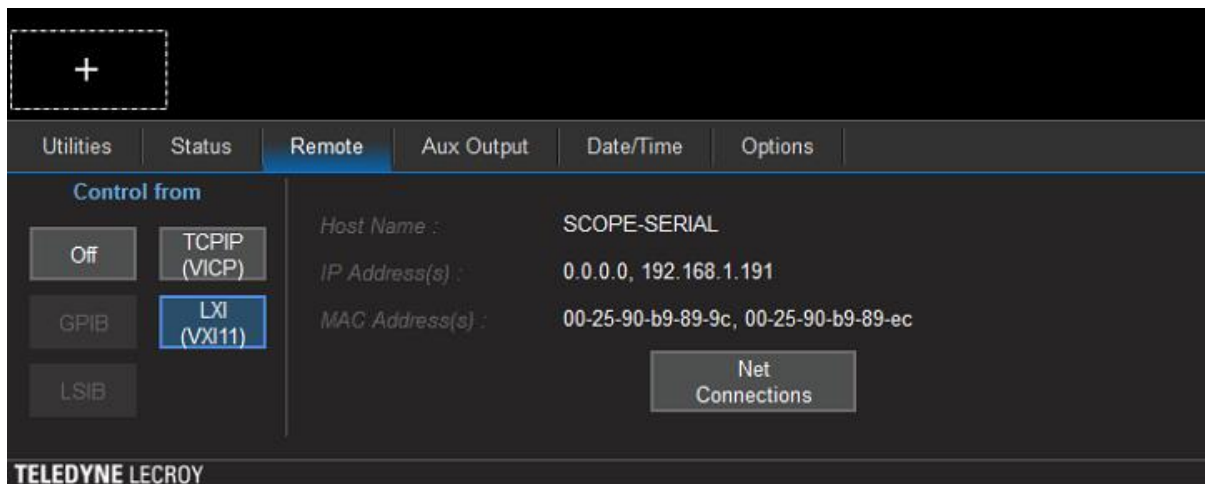 +
Utilities Status Remote Aux Output Date/Time Options
Control from
Off
TCPIP
(VICP)
GPIB
LXI
(VXI11)
LSIB
Host Name : SCOPE-SERIAL
IP Address(s) : 0.0.0.0, 192.168.1.191
MAC Address(s) : 00-25-90-b9-89-9c, 00-25-90-b9-89-ec
Net
Connections
TELEDYNE LECROY